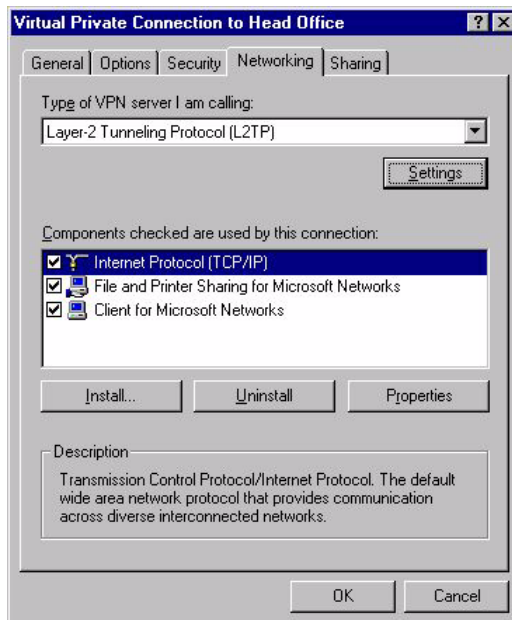 Virtual Private Connection to Head Office
General Options Security Networking Sharing
Type of VPN server I am calling:
Layer-2 Tunneling Protocol (L2TP)
Settings
Components checked are used by this connection:
Internet Protocol (TCP/IP)
File and Printer Sharing for Microsoft Networks
Client for Microsoft Networks
Install... Uninstall Properties
Description
Transmission Control Protocol/Internet Protocol. The default
wide area network protocol that provides communication
across diverse interconnected networks.
OK Cancel